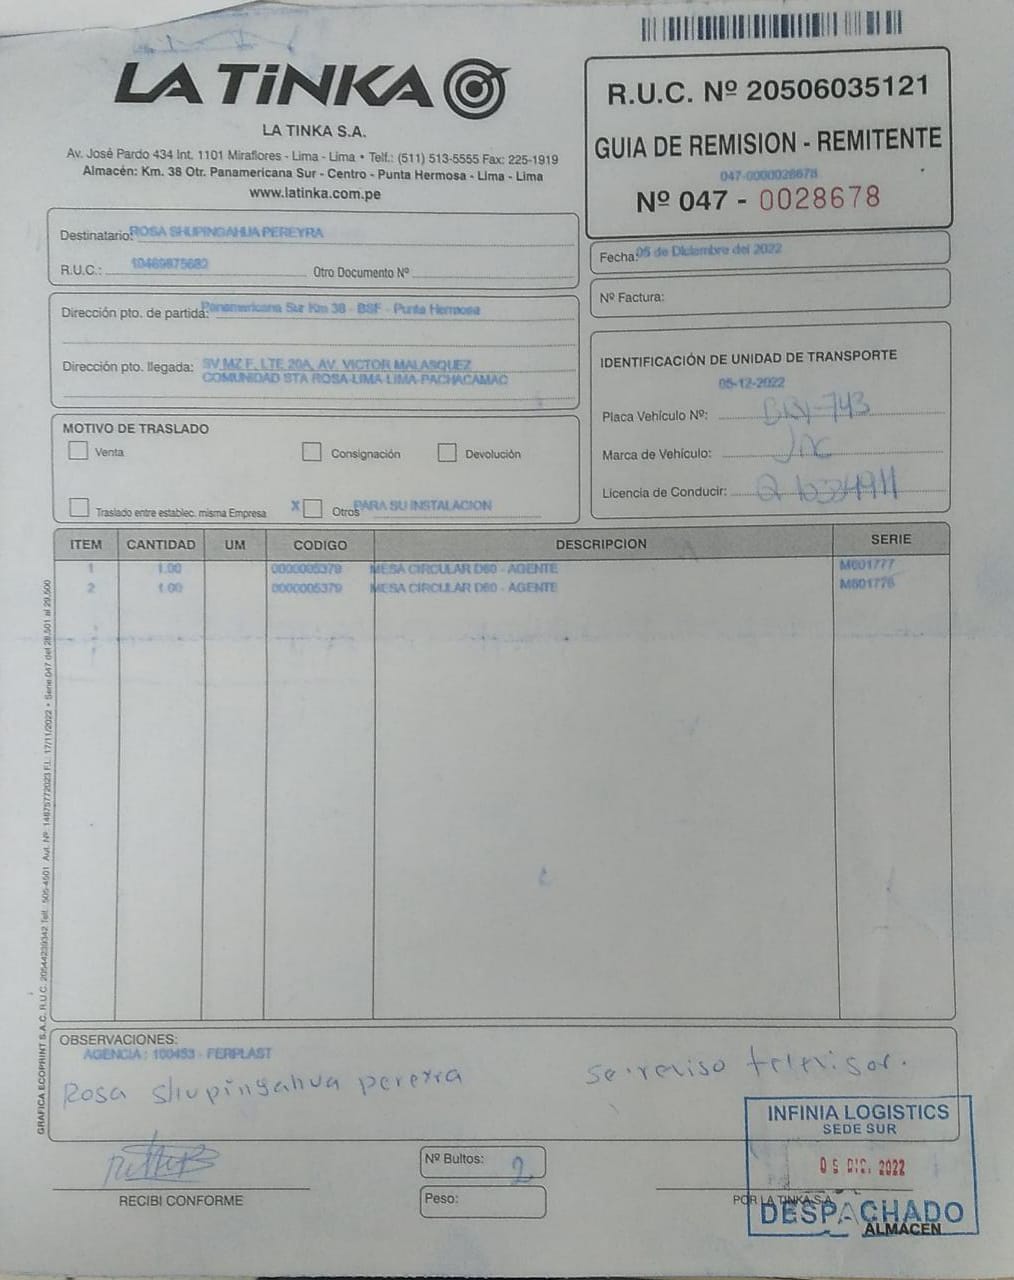 LA TiNKA
LA TINKA S.A.
Av. José Pardo 434 Int. 1101 Miraflores - Lima - Lima • Telf.: (511) 513-5555 Fax: 225-1919
Almacén: Km. 38 Otr. Panamericana Sur - Centro - Punta Hermosa - Lima - Lima
www.latinka.com.pe
R.U.C. Nº 20506035121
GUIA DE REMISION - REMITENTE
047-0000028678
Nº 047 - 0028678
Destinatario: ROSA SHUPINGAHUA PEREYRA
R.U.C.: 10469875682 Otro Documento Nº
Fecha: 05 de Diciembre del 2022
Nº Factura:
Dirección pto. de partida: Panamericana Sur Km 38 - BSF - Punta Hermosa
Dirección pto. llegada: SV MZ F, LTE 20A, AV. VICTOR MALASQUEZ
COMUNIDAD STA ROSA-LIMA-LIMA-PACHACAMAC
IDENTIFICACIÓN DE UNIDAD DE TRANSPORTE
05-12-2022
Placa Vehículo Nº:
Marca de Vehículo: JAC
Licencia de Conducir:
MOTIVO DE TRASLADO
Venta Consignación Devolución
Traslado entre establec. misma Empresa X Otros PARA SU INSTALACION
ITEM CANTIDAD UM CODIGO DESCRIPCION SERIE
1 1.00 0000005379 MESA CIRCULAR D60 - AGENTE M601777
2 1.00 0000005379 MESA CIRCULAR D60 - AGENTE M601776
GRAFICA ECOPRINT S.A.C. R.U.C. 20544239342 Telf. 505-4501 Aut. Nº 14875772023 F.I.: 17/11/2022 • Serie 047 del 28,501 al 29,500
OBSERVACIONES:
AGENCIA : 100453 - FERPLAST
Rosa Shupingahua pereyra se reviso televisor.
INFINIA LOGISTICS
SEDE SUR
05 DIC. 2022
DESPACHADO
ALMACEN
RECIBI CONFORME
Nº Bultos: 2
Peso:
POR LA TINKA S.A.